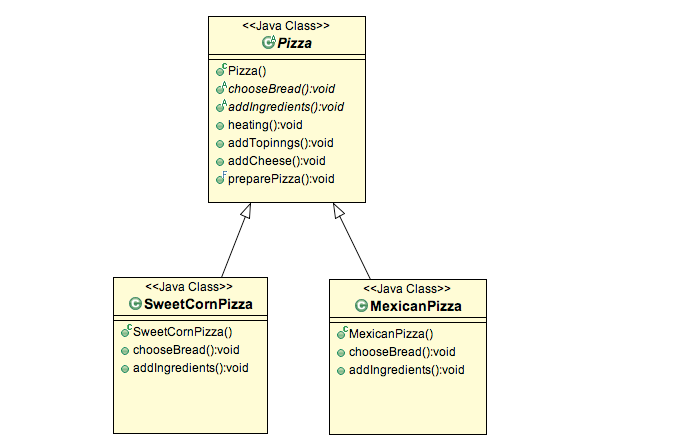 <<Java Class>>
Pizza
Pizza()
chooseBread():void
addIngredients():void
heating():void
addTopinngs():void
addCheese():void
preparePizza():void
<<Java Class>>
SweetCornPizza
SweetCornPizza()
chooseBread():void
addIngredients():void
<<Java Class>>
MexicanPizza
MexicanPizza()
chooseBread():void
addIngredients():void